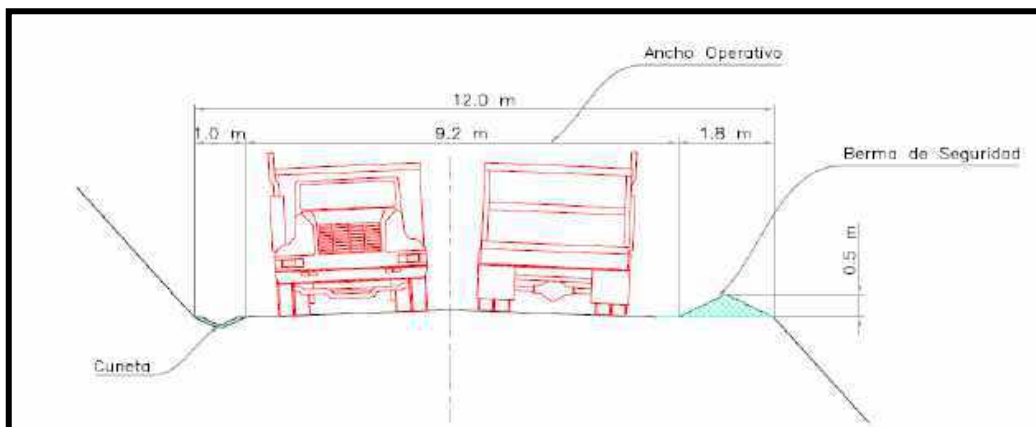 Ancho Operativo
12.0 m
1.0 m
9.2 m
1.8 m
Berma de Seguridad
0.5 m
Cuneta